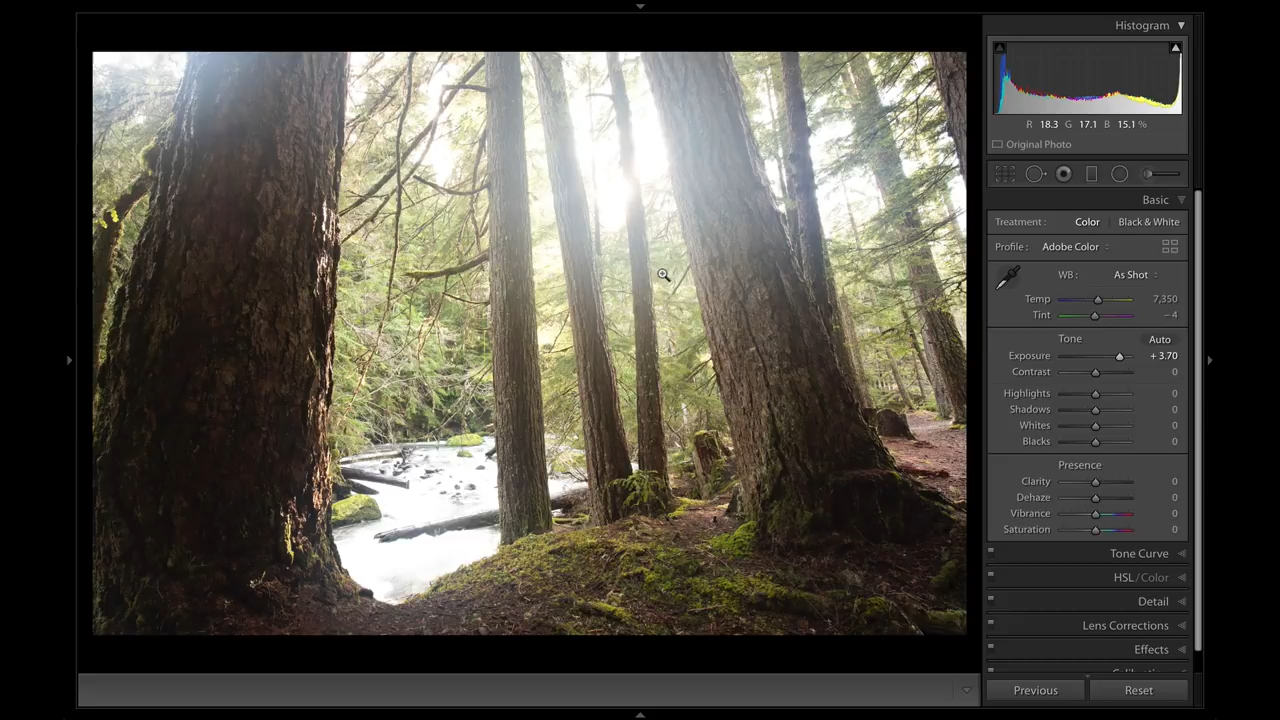 Histogram
R 18.3 G 17.1 B 15.1 %
Original Photo
Basic
Treatment : Color Black & White
Profile : Adobe Color
WB : As Shot
Temp 7,350
Tint – 4
Tone Auto
Exposure + 3.70
Contrast 0
Highlights 0
Shadows 0
Whites 0
Blacks 0
Presence
Clarity 0
Dehaze 0
Vibrance 0
Saturation 0
Tone Curve
HSL / Color
Detail
Lens Corrections
Effects
Previous Reset